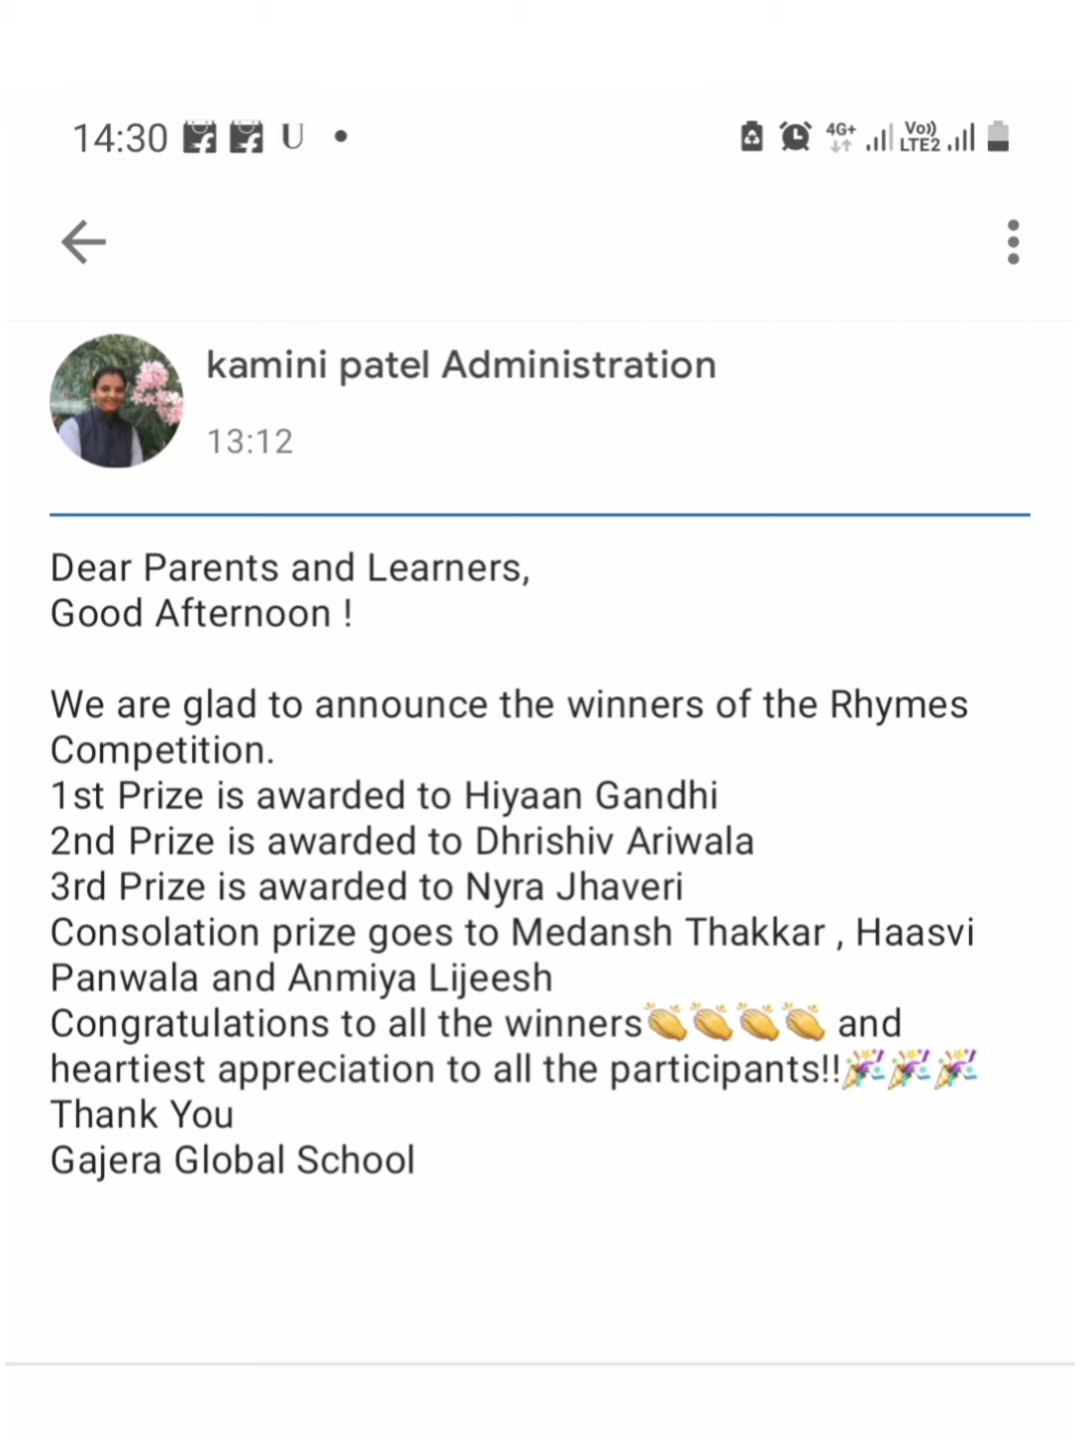 14:30 U
4G+ Vo)) LTE2
kamini patel Administration
13:12
Dear Parents and Learners,
Good Afternoon !
We are glad to announce the winners of the Rhymes
Competition.
1st Prize is awarded to Hiyaan Gandhi
2nd Prize is awarded to Dhrishiv Ariwala
3rd Prize is awarded to Nyra Jhaveri
Consolation prize goes to Medansh Thakkar , Haasvi
Panwala and Anmiya Lijeesh
Congratulations to all the winners👏👏👏👏 and
heartiest appreciation to all the participants!!🎉🎉🎉
Thank You
Gajera Global School